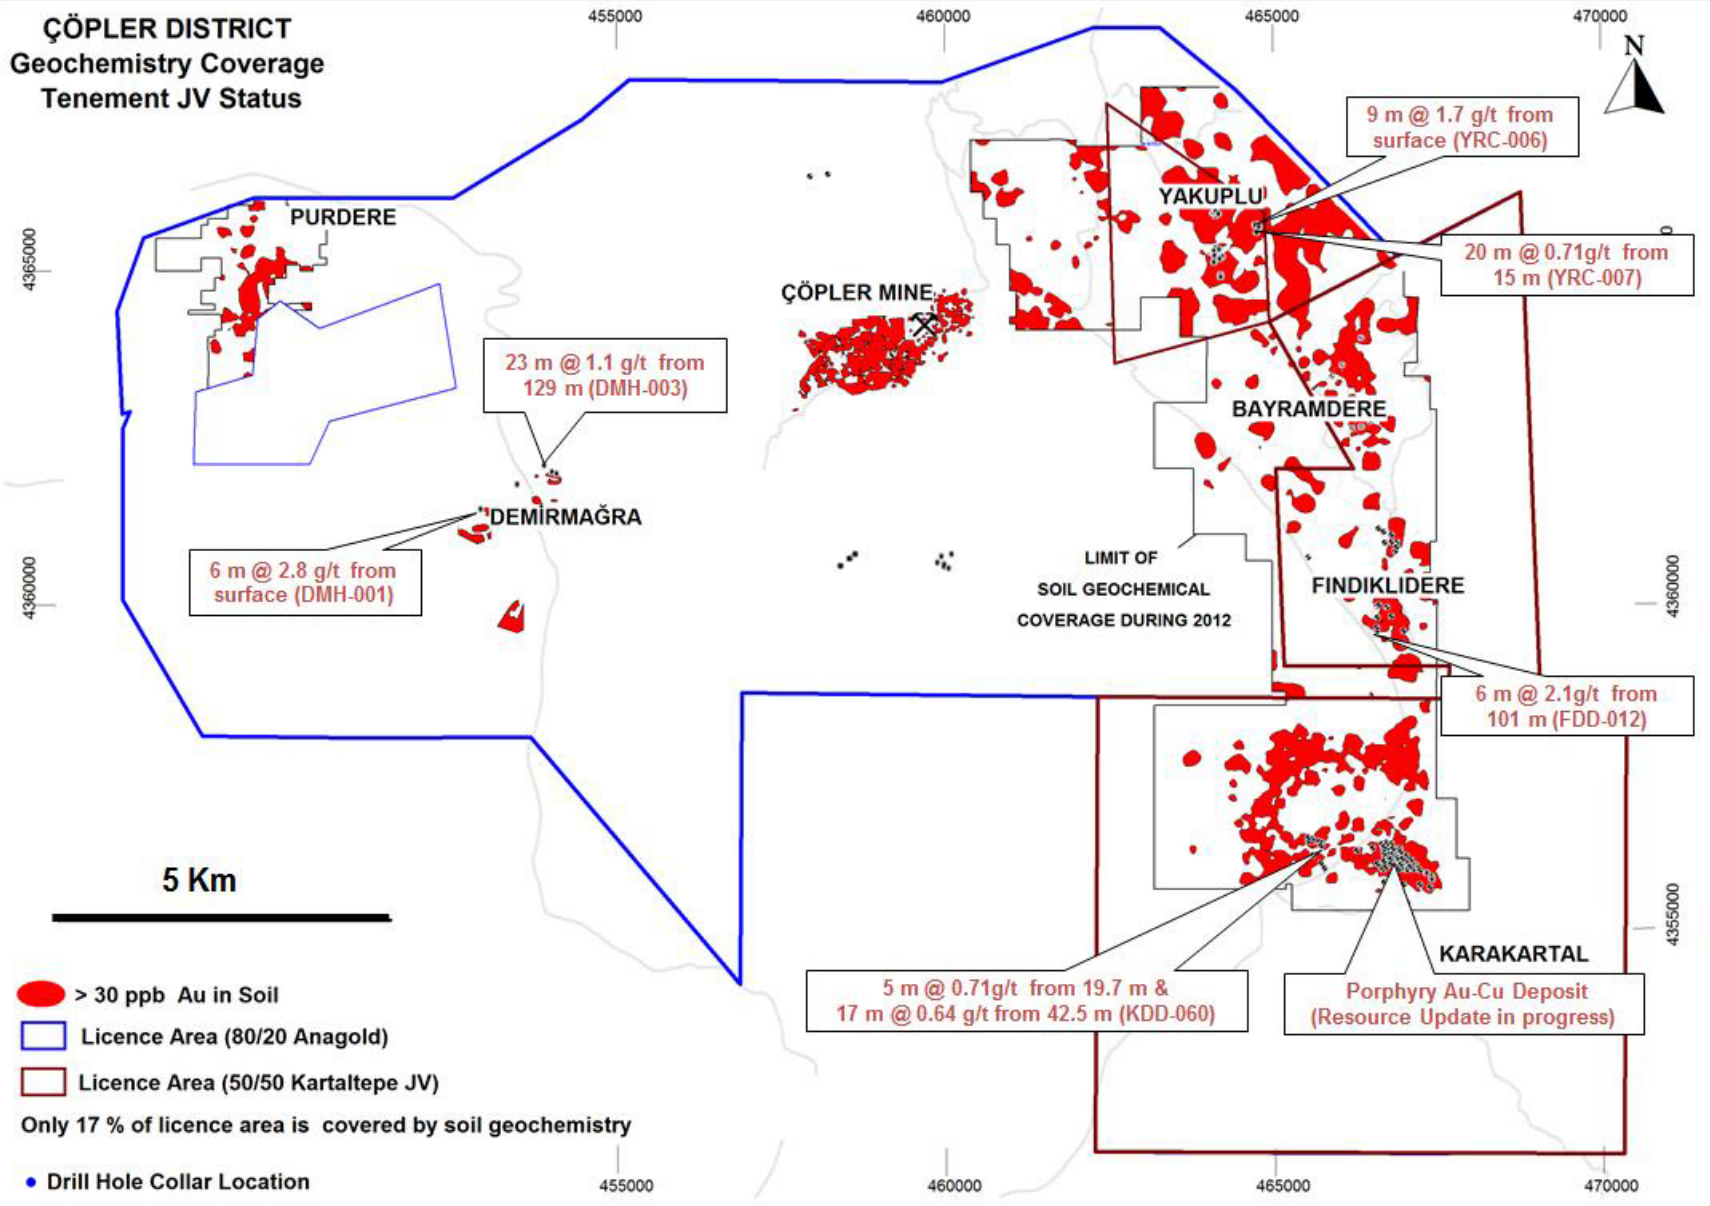 ÇÖPLER DISTRICT
Geochemistry Coverage
Tenement JV Status
455000
460000
465000
470000
N
9 m @ 1.7 g/t from
surface (YRC-006)
YAKUPLU
PURDERE
4365000
0
20 m @ 0.71g/t from
15 m (YRC-007)
ÇÖPLER MINE
23 m @ 1.1 g/t from
129 m (DMH-003)
BAYRAMDERE
DEMİRMAĞRA
6 m @ 2.8 g/t from
surface (DMH-001)
4360000
LIMIT OF
SOIL GEOCHEMICAL
COVERAGE DURING 2012
FINDIKLIDERE
4360000
6 m @ 2.1g/t from
101 m (FDD-012)
5 Km
4355000
KARAKARTAL
5 m @ 0.71g/t from 19.7 m &
17 m @ 0.64 g/t from 42.5 m (KDD-060)
Porphyry Au-Cu Deposit
(Resource Update in progress)
> 30 ppb Au in Soil
Licence Area (80/20 Anagold)
Licence Area (50/50 Kartaltepe JV)
Only 17 % of licence area is covered by soil geochemistry
Drill Hole Collar Location
455000
460000
465000
470000